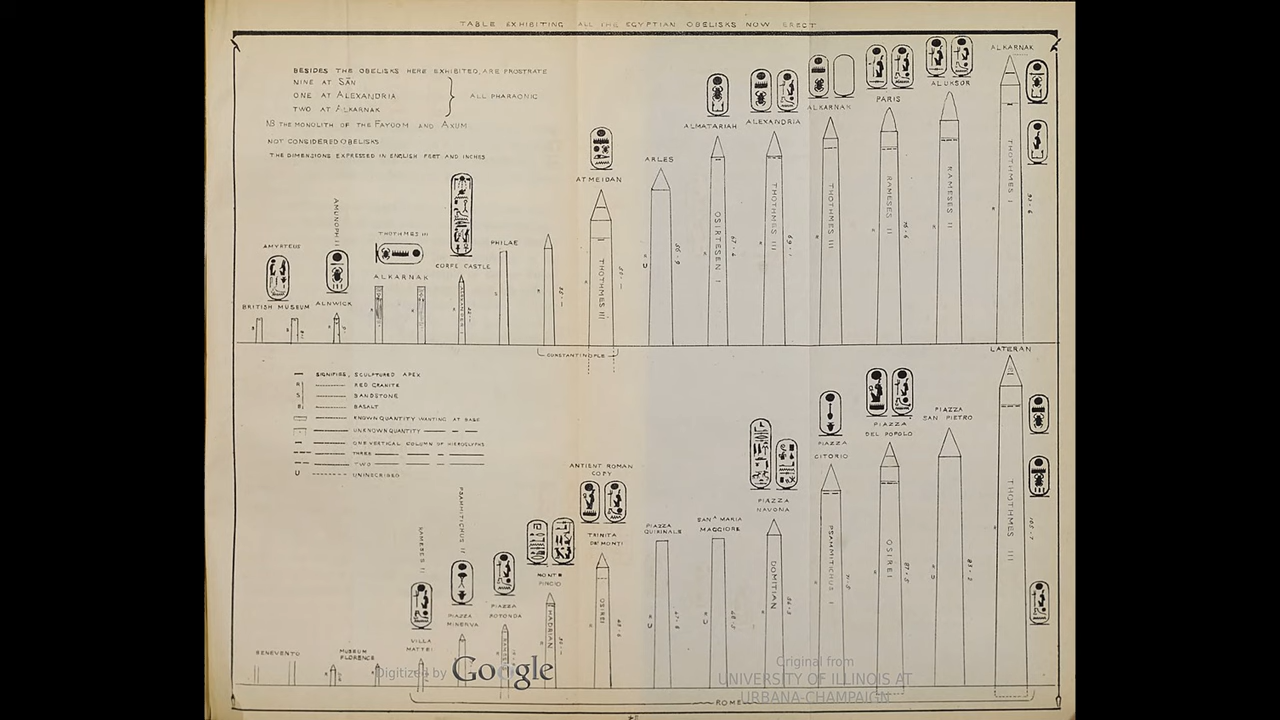 TABLE EXHIBITING ALL THE EGYPTIAN OBELISKS NOW ERECT
BESIDES THE OBELISKS HERE EXHIBITED, ARE PROSTRATE
NINE AT SĀN
ONE AT ALEXANDRIA
TWO AT ALKARNAK
ALL PHARAONIC
NB THE MONOLITH OF THE FAYOOM AND AXUM
NOT CONSIDERED OBELISKS
THE DIMENSIONS EXPRESSED IN ENGLISH FEET AND INCHES
AMYRTEUS
BRITISH MUSEUM
AMUNOPH II
ALNWICK
THOTHMES III
ALKARNAK
CORFE CASTLE
PHILAE
CONSTANTINOPLE
ATMEIDAN
THOTHMES III
ARLES
U
ALMATARIAH
OSIRTESEN I
ALEXANDRIA
THOTHMES III
ALKARNAK
THOTHMES III
PARIS
RAMESES II
ALUKSOR
RAMESES II
ALKARNAK
THOTHMES I
SIGNIFIES, SCULPTURED APEX
R RED GRANITE
S SANDSTONE
B BASALT
KNOWN QUANTITY WANTING AT BASE
UNKNOWN QUANTITY
ONE VERTICAL COLUMN OF HIEROGLYPHS
THREE
TWO
U UNINSCRIBED
BENEVENTO
MUSEUM
FLORENCE
RAMESES II
VILLA
MATTEI
PSAMMITICHUS II
PIAZZA
MINERVA
PIAZZA
ROTONDA
MONTE
PINCIO
HADRIAN
ANTIENT ROMAN
COPY
TRINITA
DEI MONTI
OSIREI
PIAZZA
QUIRINALE
U
SANTA MARIA
MAGGIORE
U
PIAZZA
NAVONA
DOMITIAN
PIAZZA
CITORIO
PSAMMITICHUS I
PIAZZA
DEL POPOLO
OSIREI
PIAZZA
SAN PIETRO
U
LATERAN
THOTHMES III
ROME
Digitized by Google
Original from
UNIVERSITY OF ILLINOIS AT
URBANA-CHAMPAIGN